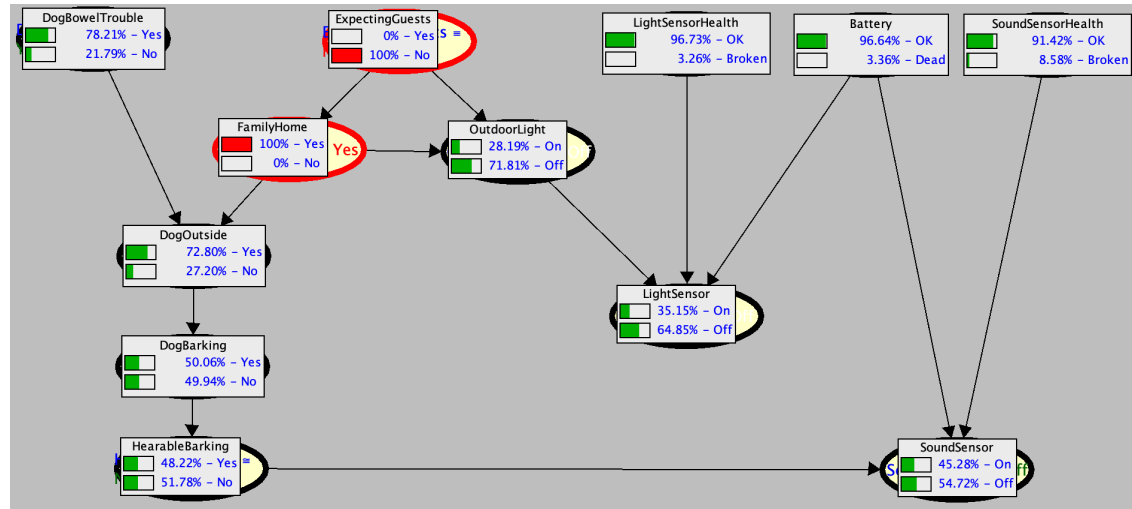 DogBowelTrouble
78.21% – Yes
21.79% – No
ExpectingGuests
0% – Yes
100% – No
LightSensorHealth
96.73% – OK
3.26% – Broken
Battery
96.64% – OK
3.36% – Dead
SoundSensorHealth
91.42% – OK
8.58% – Broken
FamilyHome
100% – Yes
0% – No
Yes
OutdoorLight
28.19% – On
71.81% – Off
DogOutside
72.80% – Yes
27.20% – No
LightSensor
35.15% – On
64.85% – Off
DogBarking
50.06% – Yes
49.94% – No
HearableBarking
48.22% – Yes
51.78% – No
SoundSensor
45.28% – On
54.72% – Off